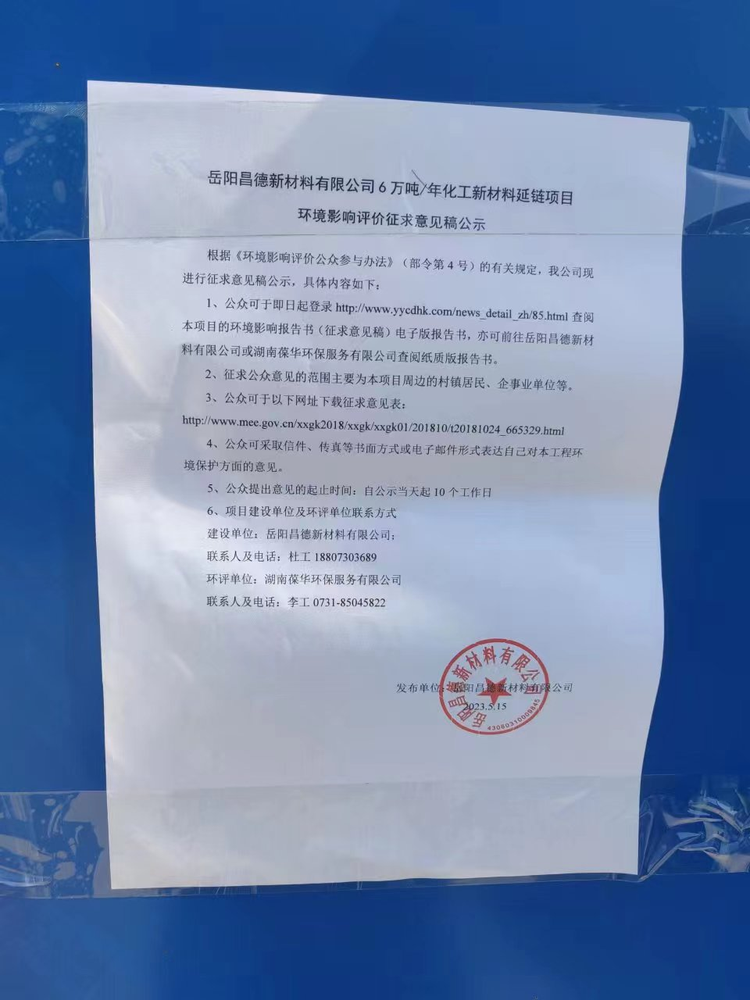 岳阳昌德新材料有限公司6万吨/年化工新材料延链项目
环境影响评价征求意见稿公示
根据《环境影响评价公众参与办法》（部令第4号）的有关规定，我公司现
进行征求意见稿公示，具体内容如下：
1、公众可于即日起登录http://www.yycdhk.com/news_detail_zh/85.html查阅
本项目的环境影响报告书（征求意见稿）电子版报告书，亦可前往岳阳昌德新材
料有限公司或湖南葆华环保服务有限公司查阅纸质版报告书。
2、征求公众意见的范围主要为本项目周边的村镇居民、企事业单位等。
3、公众可于以下网址下载征求意见表：
http://www.mee.gov.cn/xxgk2018/xxgk/xxgk01/201810/t20181024_665329.html
4、公众可采取信件、传真等书面方式或电子邮件形式表达自己对本工程环
境保护方面的意见。
5、公众提出意见的起止时间：自公示当天起10个工作日
6、项目建设单位及环评单位联系方式
建设单位：岳阳昌德新材料有限公司；
联系人及电话：杜工 18807303689
环评单位：湖南葆华环保服务有限公司
联系人及电话：李工 0731-85045822
发布单位：岳阳昌德新材料有限公司
2023.5.15
岳阳昌德新材料有限公司
43060310009845